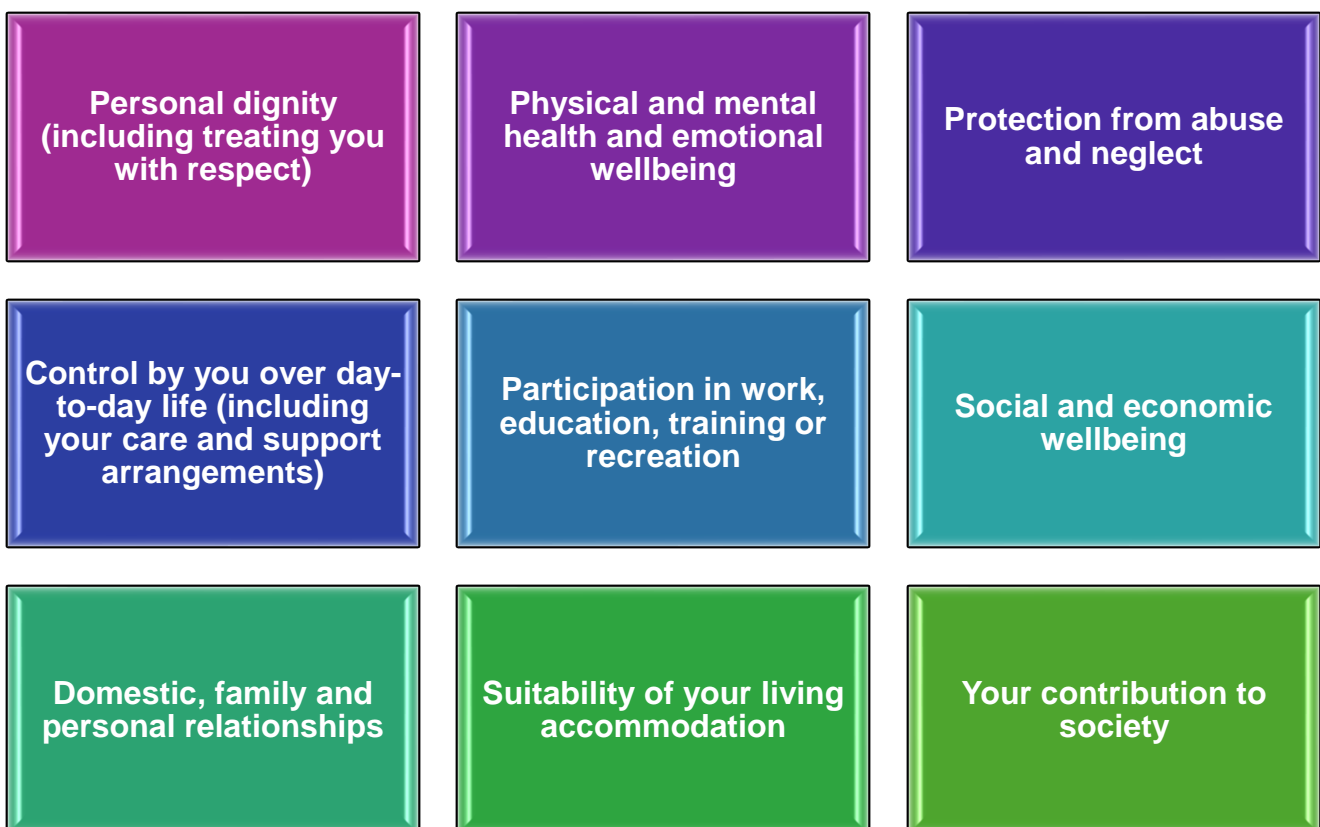 Personal dignity
(including treating you
with respect)
Physical and mental
health and emotional
wellbeing
Protection from abuse
and neglect
Control by you over day-
to-day life (including
your care and support
arrangements)
Participation in work,
education, training or
recreation
Social and economic
wellbeing
Domestic, family and
personal relationships
Suitability of your living
accommodation
Your contribution to
society